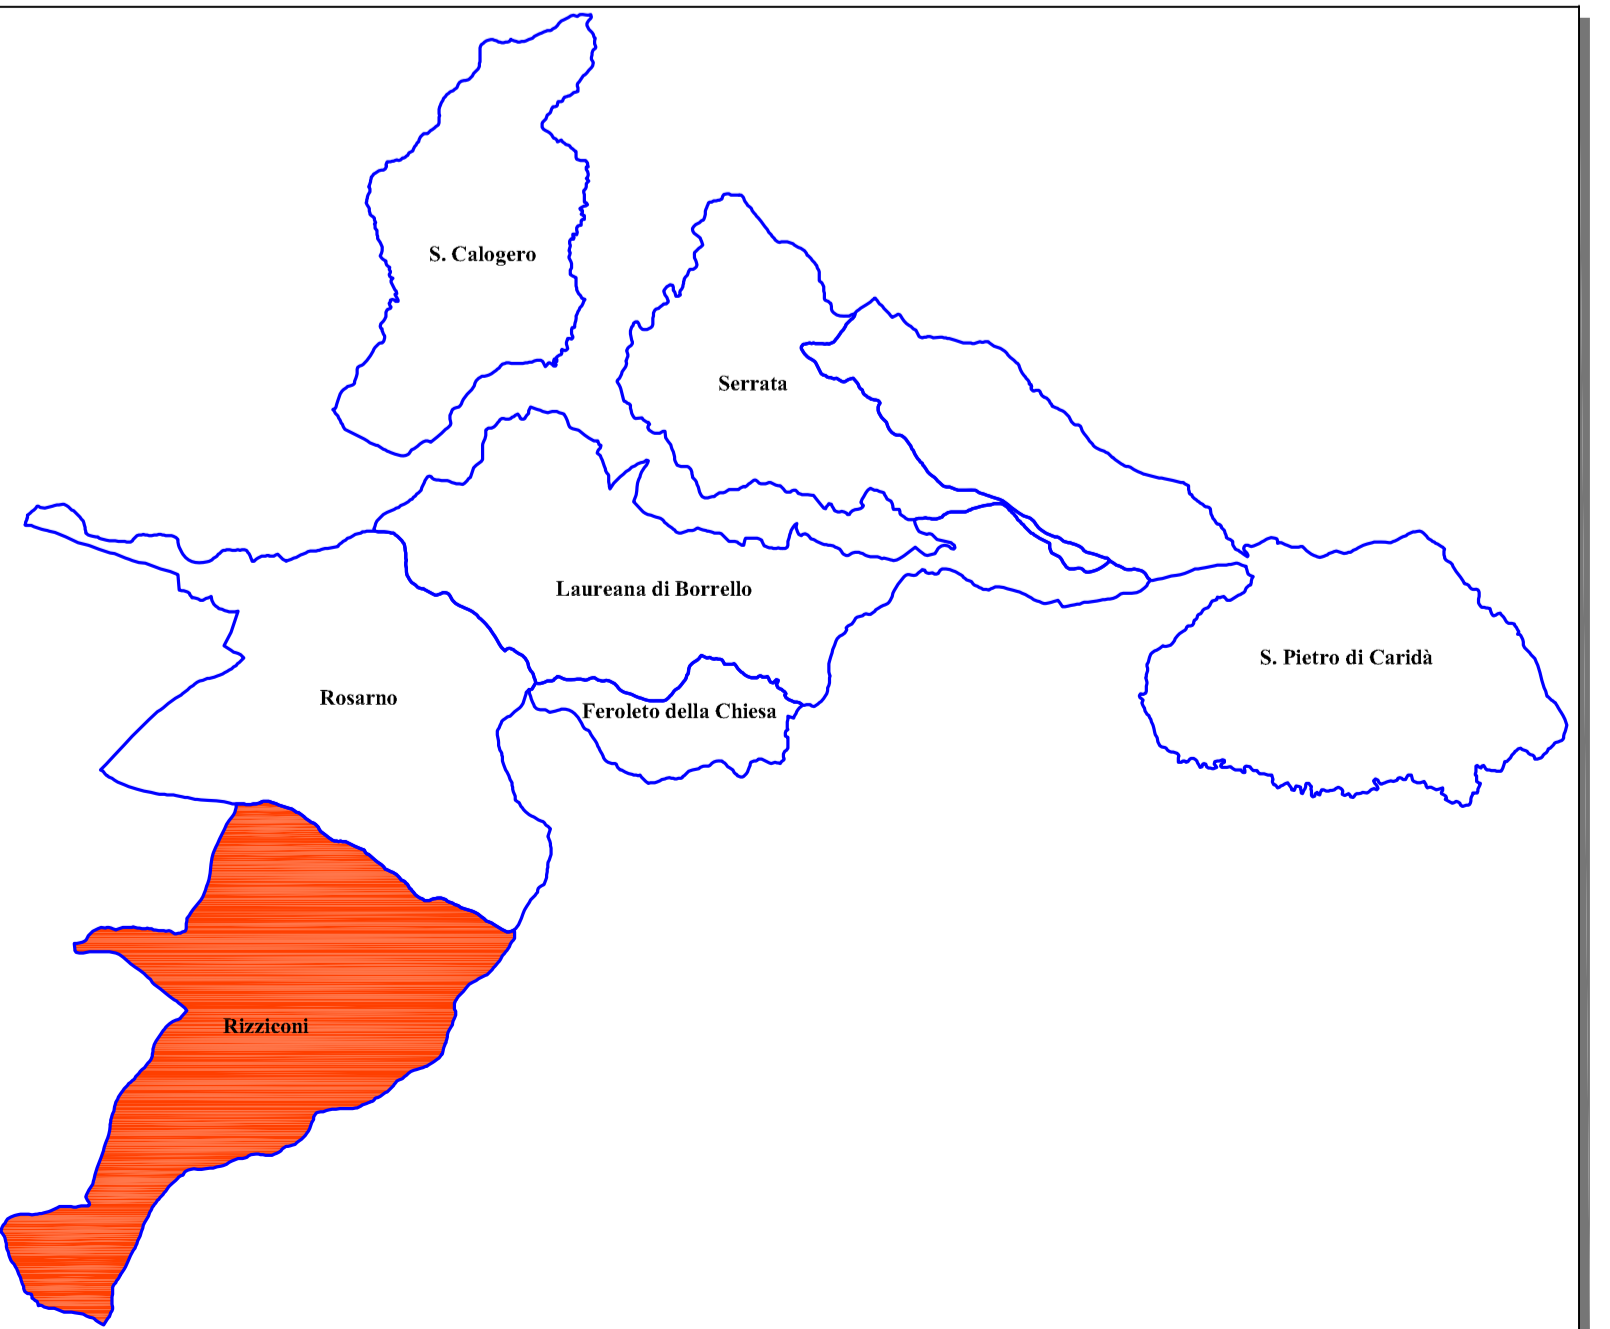 S. Calogero
Serrata
Laureana di Borrello
S. Pietro di Caridà
Rosarno
Feroleto della Chiesa
Rizziconi